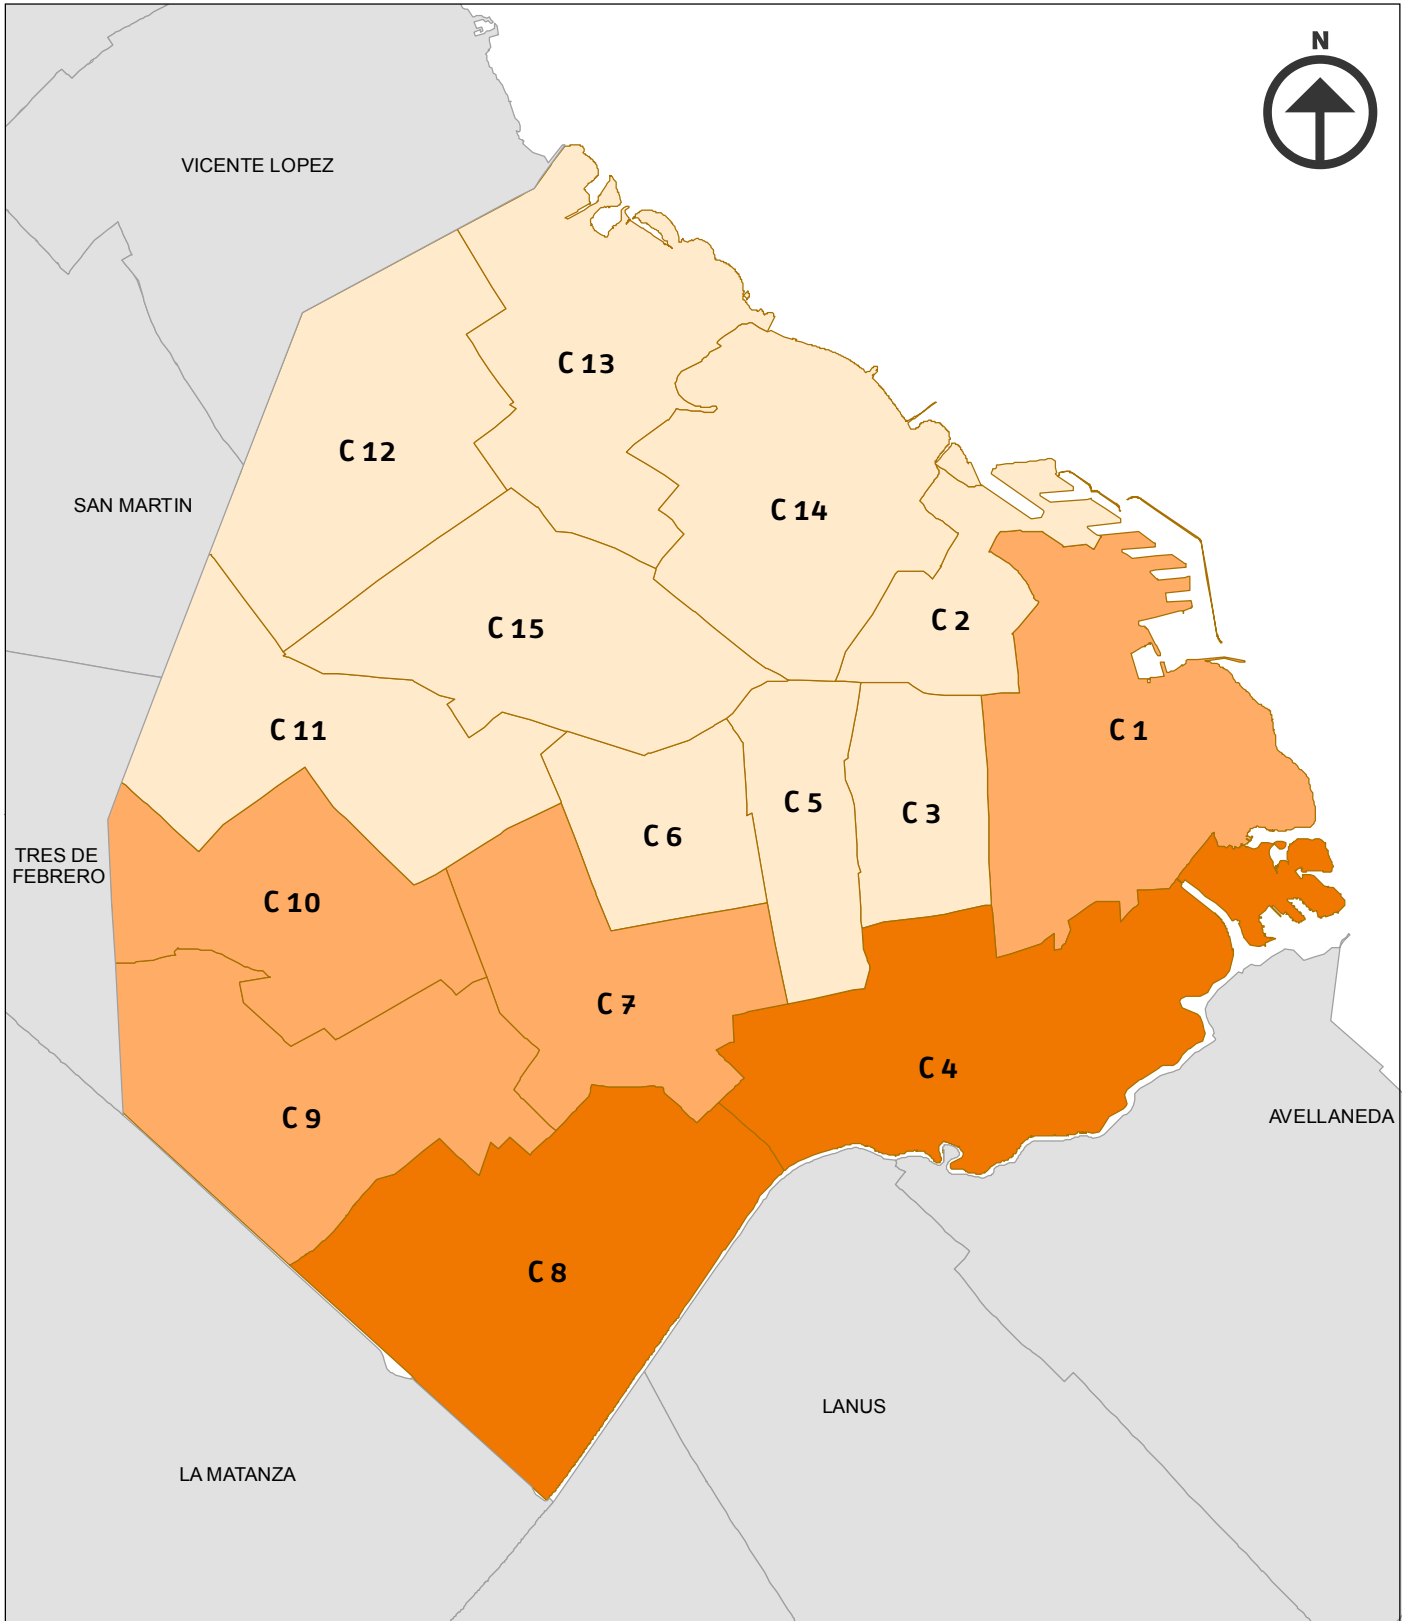 N
VICENTE LOPEZ
C 13
C 12
SAN MARTIN
C 14
C 2
C 15
C 11
C 1
C 5
C 3
C 6
TRES DE
FEBRERO
C 10
C 7
C 4
C 9
AVELLANEDA
C 8
LANUS
LA MATANZA